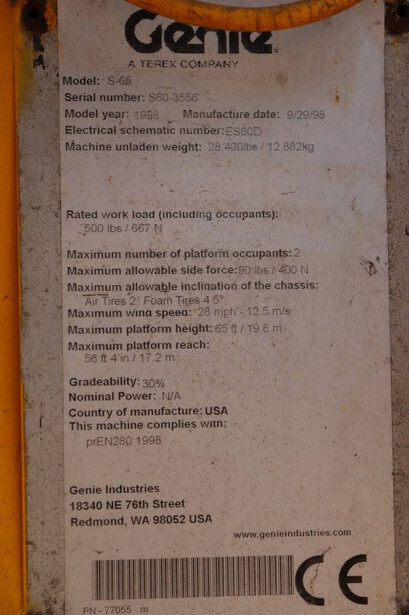 Genie
A TEREX COMPANY
Model: S-65
Serial number: S60-3556
Model year: 1998 Manufacture date: 9/29/98
Electrical schematic number: ES60D
Machine unladen weight: 28,400lbs / 12,882kg
Rated work load (including occupants):
500 lbs / 667 N
Maximum number of platform occupants: 2
Maximum allowable side force: 90 lbs / 400 N
Maximum allowable inclination of the chassis:
Air Tires 2° Foam Tires 4.5°
Maximum wind speed: 28 mph - 12.5 m/s
Maximum platform height: 65 ft / 19.8 m
Maximum platform reach:
56 ft 4 in / 17.2 m
Gradeability: 30%
Nominal Power: N/A
Country of manufacture: USA
This machine complies with:
prEN280 1998
Genie Industries
18340 NE 76th Street
Redmond, WA 98052 USA
www.genieindustries.com
CE
PN - 77055 m